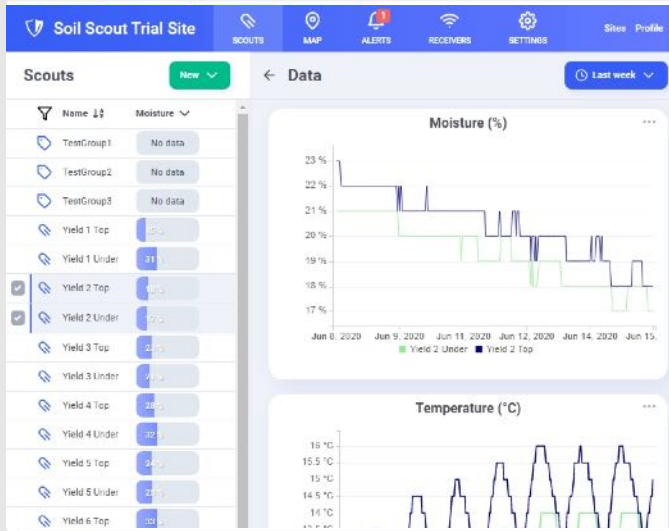 Soil Scout Trial Site
SCOUTS
MAP
1
ALERTS
RECEIVERS
SETTINGS
Sites Profile
Scouts
New
Name
Moisture
TestGroup1 No data
TestGroup2 No data
TestGroup3 No data
Yield 1 Top
Yield 1 Under 31
Yield 2 Top
Yield 2 Under
Yield 3 Top
Yield 3 Under
Yield 4 Top 28
Yield 4 Under 32
Yield 5 Top
Yield 5 Under
Yield 6 Top 33
← Data
Last week
Moisture (%)
23 %
22 %
21 %
20 %
19 %
18 %
17 %
Jun 8, 2020 Jun 9, 2020 Jun 11, 2020 Jun 12, 2020 Jun 14, 2020 Jun 15,
Yield 2 Under Yield 2 Top
Temperature (°C)
16 °C
15.5 °C
15 °C
14.5 °C
14 °C
13.5 °C